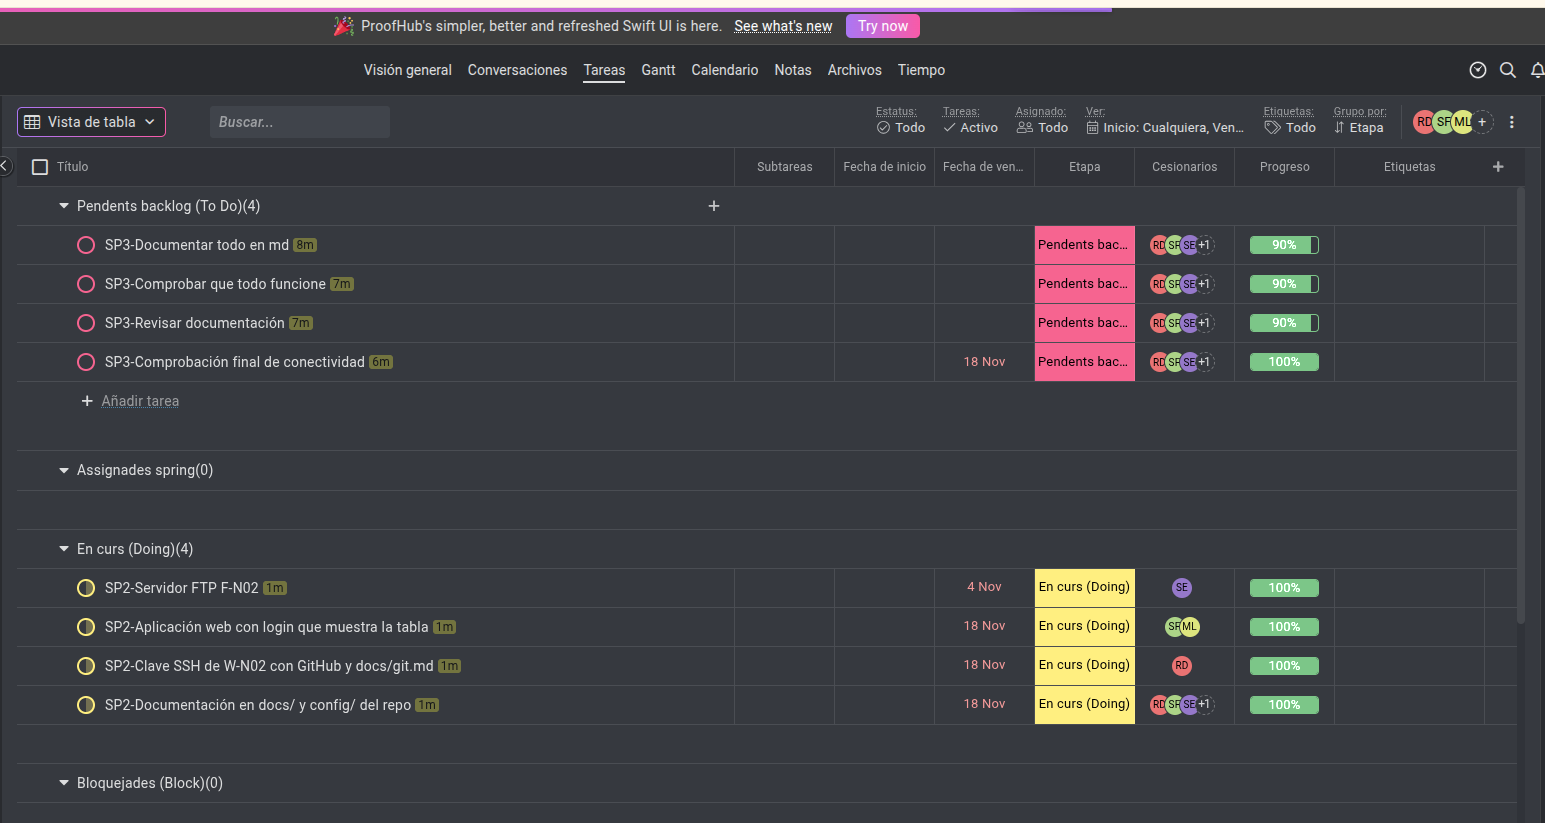 ProofHub's simpler, better and refreshed Swift UI is here. See what's new Try now
Visión general Conversaciones Tareas Gantt Calendario Notas Archivos Tiempo
Vista de tabla Buscar... Estatus: Todo Tareas: Activo Asignado: Todo Ver: Inicio: Cualquiera, Ven... Etiquetas: Todo Grupo por: Etapa RD SF ML +
Título Subtareas Fecha de inicio Fecha de ven... Etapa Cesionarios Progreso Etiquetas +
Pendents backlog (To Do)(4) +
SP3-Documentar todo en md 8m Pendents bac... RD SF SE +1 90%
SP3-Comprobar que todo funcione 7m Pendents bac... RD SF SE +1 90%
SP3-Revisar documentación 7m Pendents bac... RD SF SE +1 90%
SP3-Comprobación final de conectividad 6m 18 Nov Pendents bac... RD SF SE +1 100%
+ Añadir tarea
Assignades spring(0)
En curs (Doing)(4)
SP2-Servidor FTP F-N02 1m 4 Nov En curs (Doing) SE 100%
SP2-Aplicación web con login que muestra la tabla 1m 18 Nov En curs (Doing) SF ML 100%
SP2-Clave SSH de W-N02 con GitHub y docs/git.md 1m 18 Nov En curs (Doing) RD 100%
SP2-Documentación en docs/ y config/ del repo 1m 18 Nov En curs (Doing) RD SF SE +1 100%
Bloquejades (Block)(0)